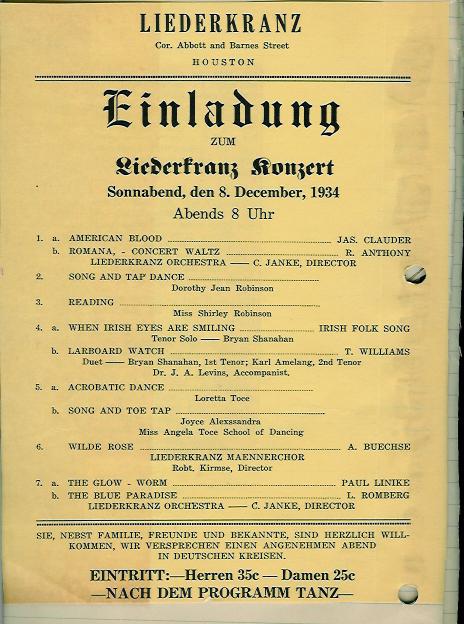 LIEDERKRANZ
Cor. Abbott and Barnes Street
HOUSTON
Einladung
ZUM
Liederkranz Konzert
Sonnabend, den 8. December, 1934
Abends 8 Uhr
1. a. AMERICAN BLOOD JAS. CLAUDER
b. ROMANA, - CONCERT WALTZ R. ANTHONY
LIEDERKRANZ ORCHESTRA — C. JANKE, DIRECTOR
2. SONG AND TAP DANCE
Dorothy Jean Robinson
3. READING
Miss Shirley Robinson
4. a. WHEN IRISH EYES ARE SMILING IRISH FOLK SONG
Tenor Solo — Bryan Shanahan
b. LARBOARD WATCH T. WILLIAMS
Duet — Bryan Shanahan, 1st Tenor; Karl Amelang, 2nd Tenor
Dr. J. A. Levins, Accompanist.
5. a. ACROBATIC DANCE
Loretta Toce
b. SONG AND TOE TAP
Joyce Alexssandra
Miss Angela Toce School of Dancing
6. WILDE ROSE A. BUECHSE
LIEDERKRANZ MAENNERCHOR
Robt. Kirmse, Director
7. a. THE GLOW - WORM PAUL LINIKE
b. THE BLUE PARADISE L. ROMBERG
LIEDERKRANZ ORCHESTRA — C. JANKE, DIRECTOR
SIE, NEBST FAMILIE, FREUNDE UND BEKANNTE, SIND HERZLICH WILL-
KOMMEN, WIR VERSPRECHEN EINEN ANGENEHMEN ABEND
IN DEUTSCHEN KREISEN.
EINTRITT:—Herren 35c — Damen 25c
—NACH DEM PROGRAMM TANZ—